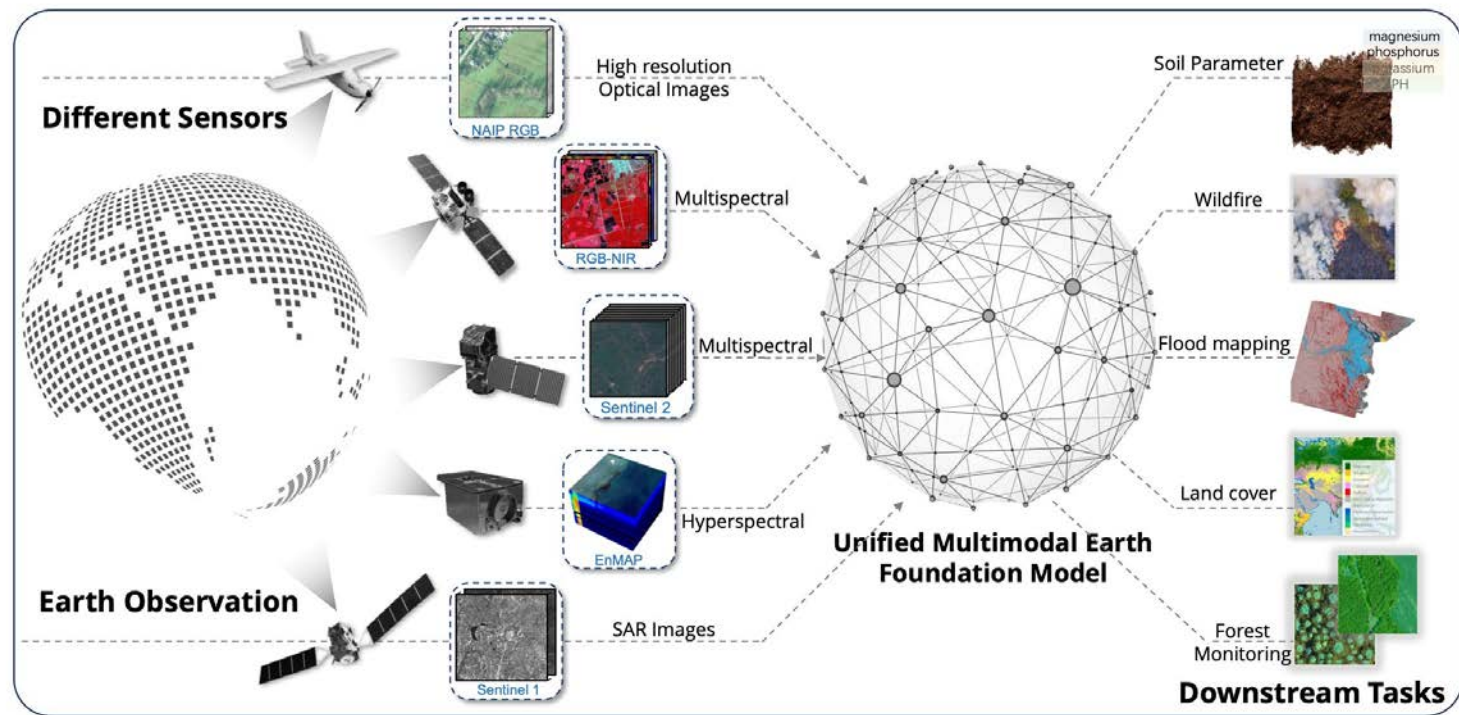 Different Sensors
NAIP RGB
High resolution
Optical Images
RGB-NIR
Multispectral
Sentinel 2
Multispectral
EnMAP
Hyperspectral
Earth Observation
Sentinel 1
SAR Images
Unified Multimodal Earth
Foundation Model
Soil Parameter
magnesium
phosphorus
PH
Wildfire
Flood mapping
Land cover
Forest
Monitoring
Downstream Tasks